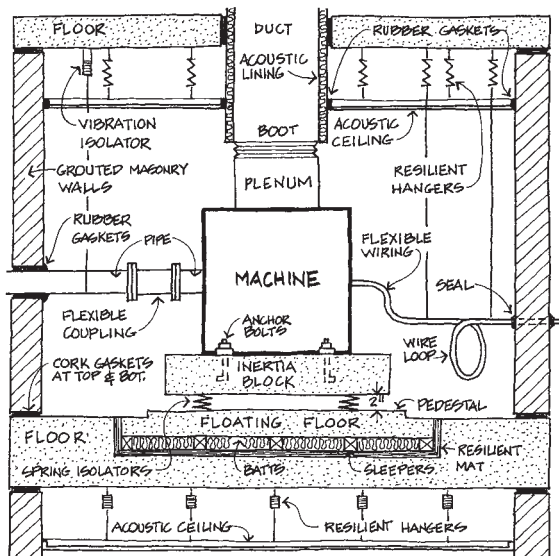 FLOOR
DUCT
RUBBER GASKETS
ACOUSTIC
LINING
VIBRATION
ISOLATOR
BOOT
ACOUSTIC
CEILING
GROUTED MASONRY
WALLS
PLENUM
RESILIENT
HANGERS
RUBBER
GASKETS
PIPE
FLEXIBLE
WIRING
MACHINE
SEAL
FLEXIBLE
COUPLING
ANCHOR
BOLTS
WIRE
LOOP
CORK GASKETS
AT TOP & BOT.
INERTIA
BLOCK
2"
PEDESTAL
FLOOR
FLOATING FLOOR
RESILIENT
MAT
SPRING ISOLATORS
BATTS
SLEEPERS
ACOUSTIC CEILING
RESILIENT HANGERS